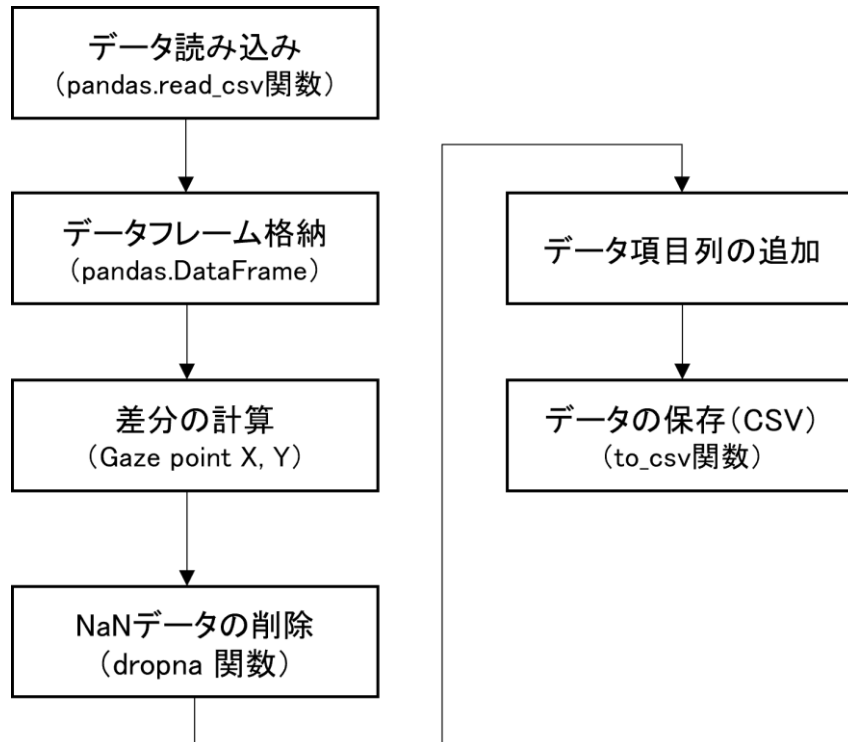 データ読み込み
（pandas.read_csv関数）
データフレーム格納
（pandas.DataFrame）
差分の計算
（Gaze point X, Y）
NaNデータの削除
（dropna 関数）
データ項目列の追加
データの保存（CSV）
（to_csv関数）